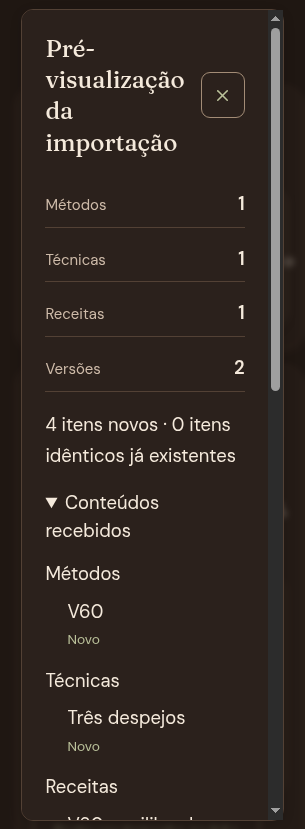 Pré-
visualização
da
importação
Métodos 1
Técnicas 1
Receitas 1
Versões 2
4 itens novos · 0 itens
idênticos já existentes
▼ Conteúdos
recebidos
Métodos
V60
Novo
Técnicas
Três despejos
Novo
Receitas